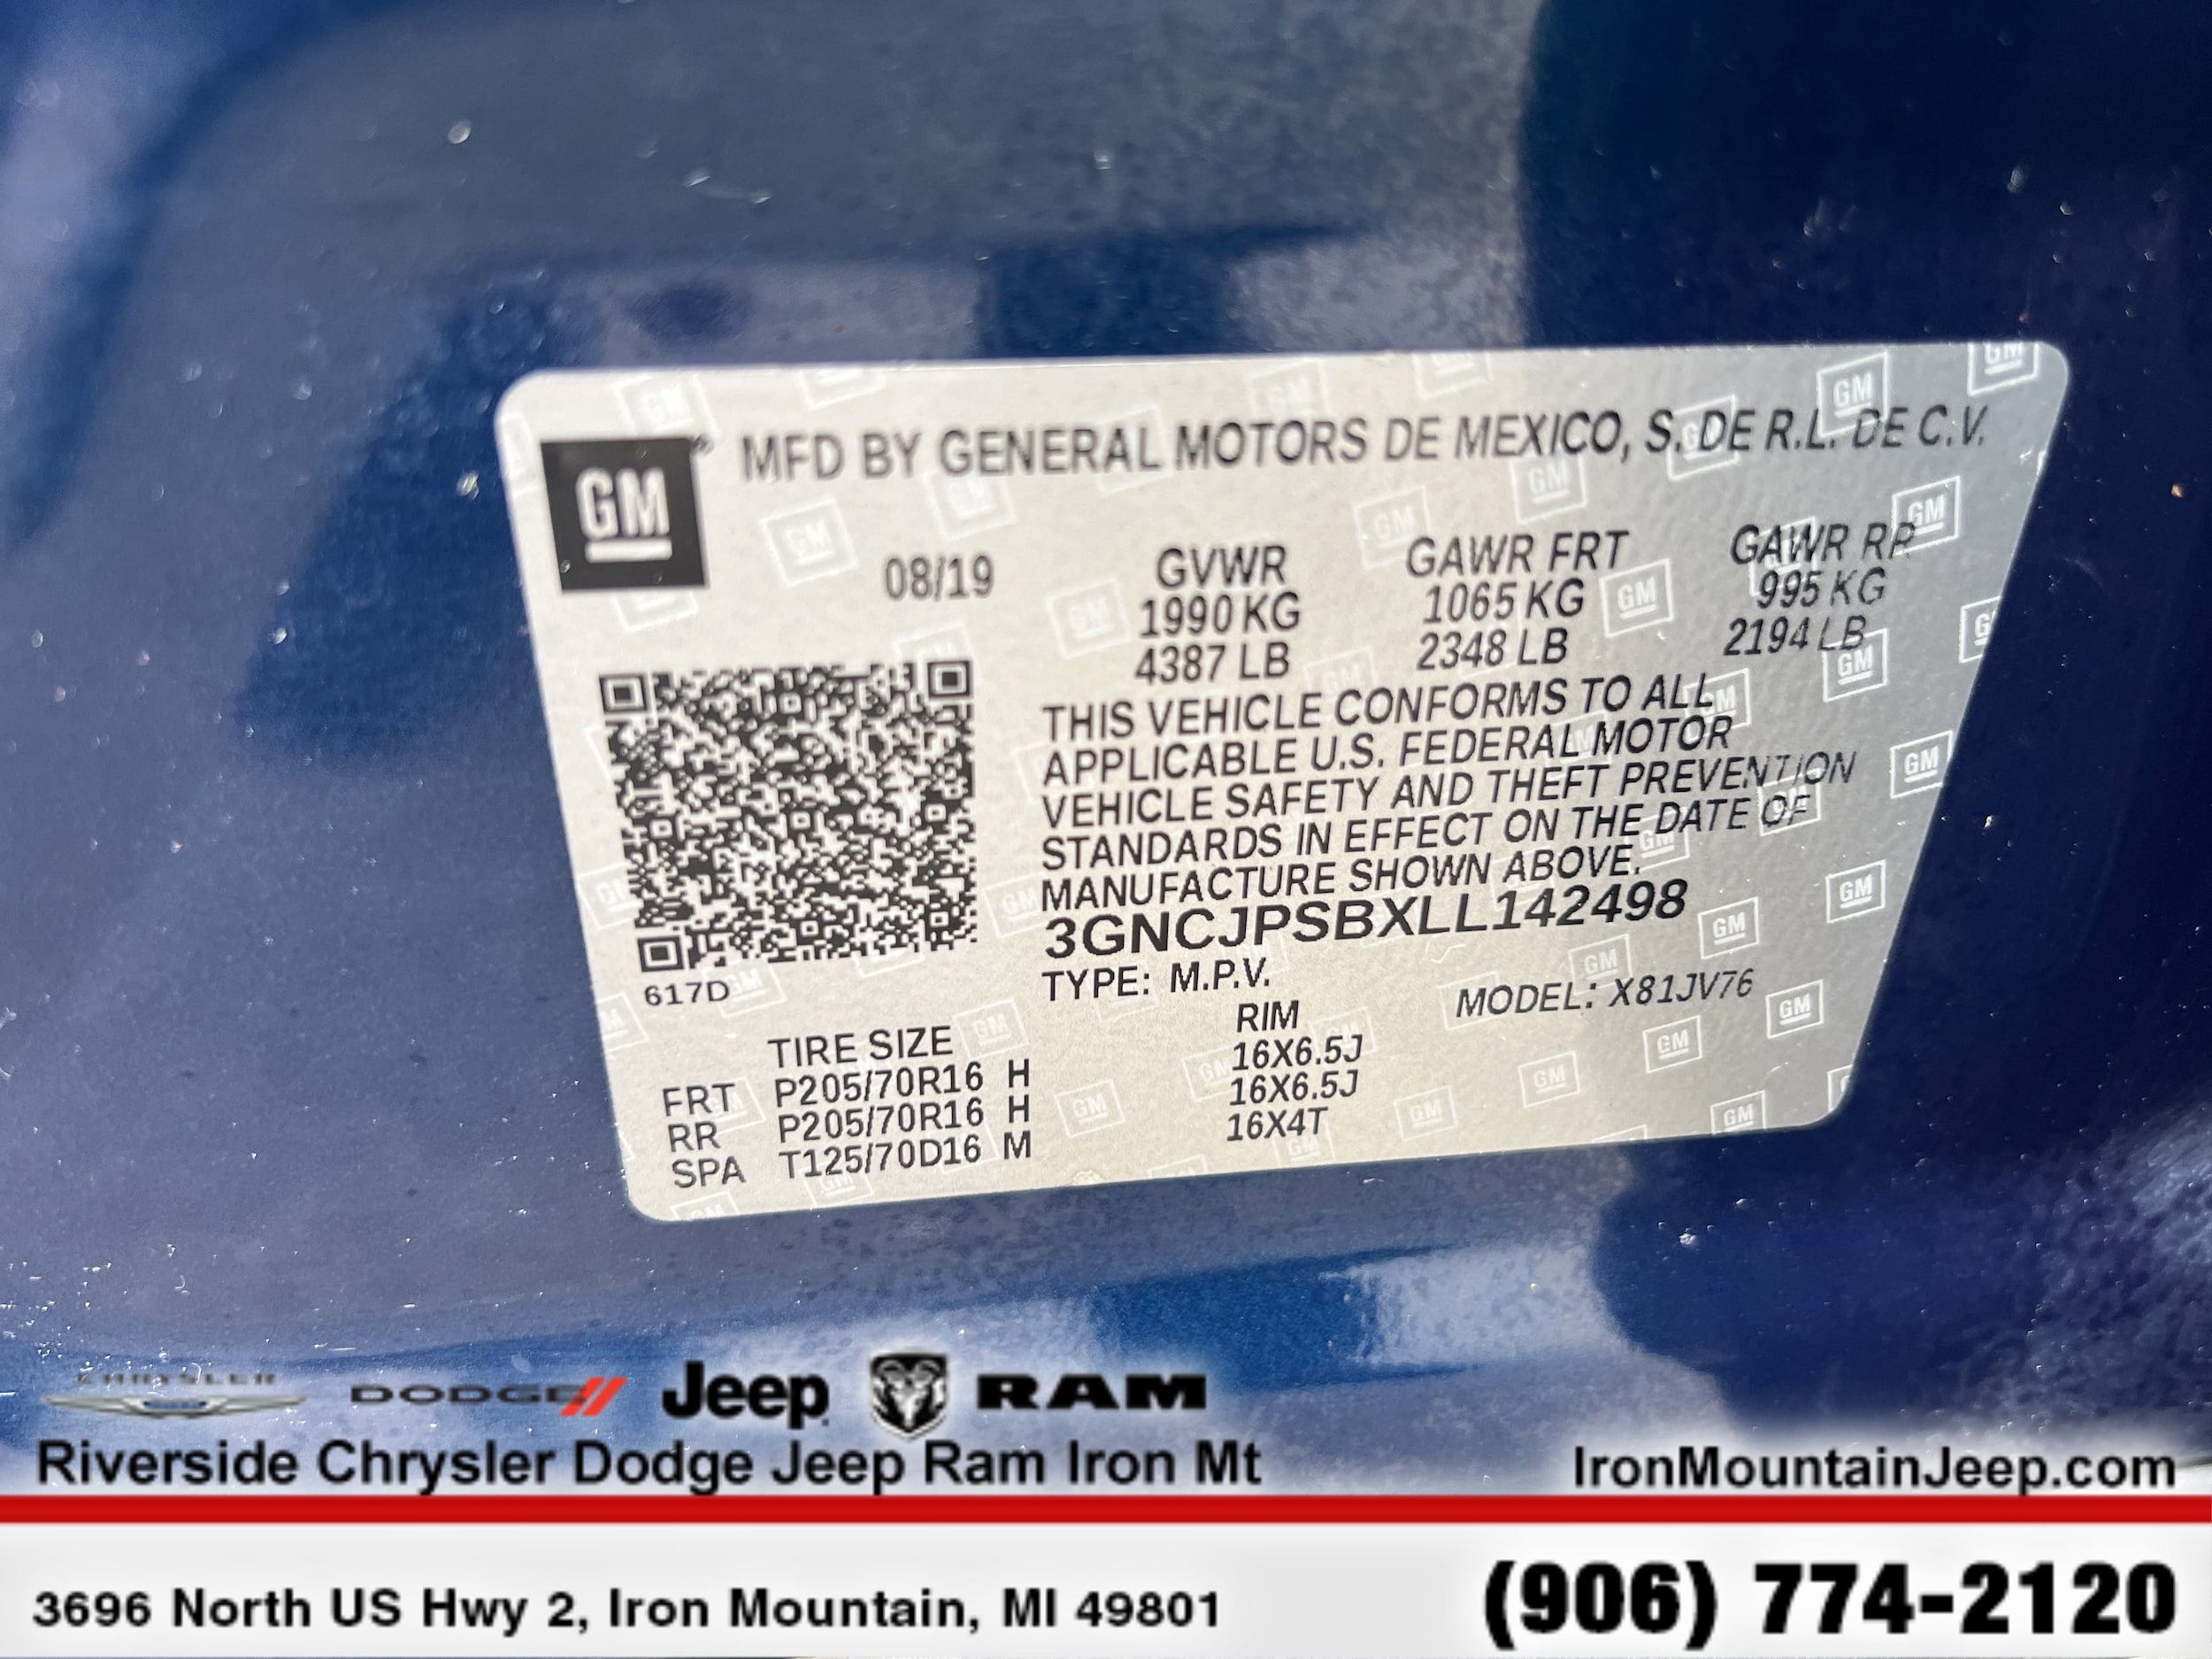 GM
MFD BY GENERAL MOTORS DE MEXICO, S. DE R.L. DE C.V.
08/19
GVWR
1990 KG
4387 LB
GAWR FRT
1065 KG
2348 LB
GAWR RR
995 KG
2194 LB
THIS VEHICLE CONFORMS TO ALL
APPLICABLE U.S. FEDERAL MOTOR
VEHICLE SAFETY AND THEFT PREVENTION
STANDARDS IN EFFECT ON THE DATE OF
MANUFACTURE SHOWN ABOVE.
3GNCJPSBXLL142498
617D
TYPE: M.P.V.
MODEL: X81JV76
TIRE SIZE RIM
FRT P205/70R16 H 16X6.5J
RR P205/70R16 H 16X6.5J
SPA T125/70D16 M 16X4T
CHRYSLER DODGE Jeep RAM
Riverside Chrysler Dodge Jeep Ram Iron Mt
IronMountainJeep.com
3696 North US Hwy 2, Iron Mountain, MI 49801
(906) 774-2120